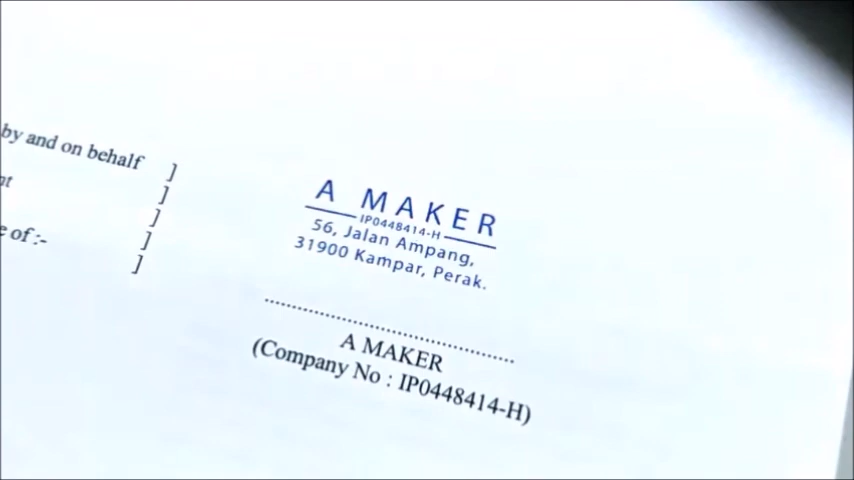 by and on behalf ]
]
]
e of :- ]
]
A MAKER
IP0448414-H
56, Jalan Ampang,
31900 Kampar, Perak.
A MAKER
(Company No : IP0448414-H)